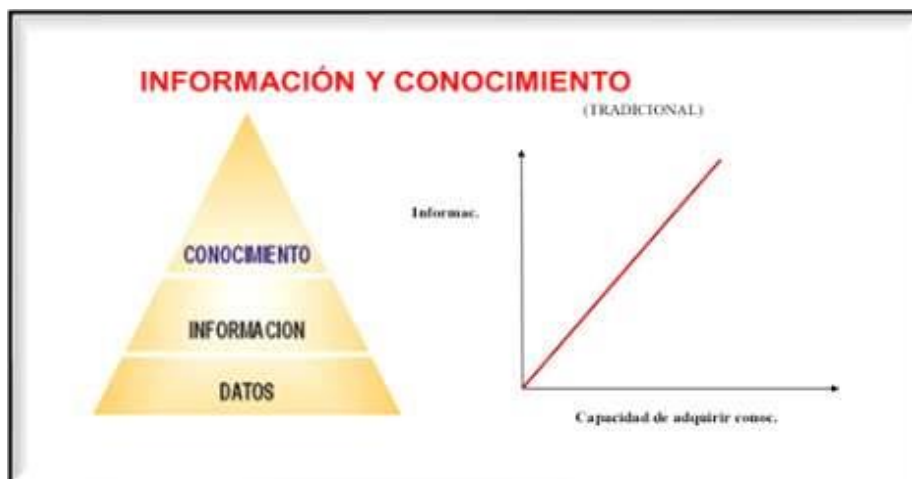 INFORMACIÓN Y CONOCIMIENTO
(TRADICIONAL)
CONOCIMIENTO
INFORMACION
DATOS
Informac.
Capacidad de adquirir conoc.